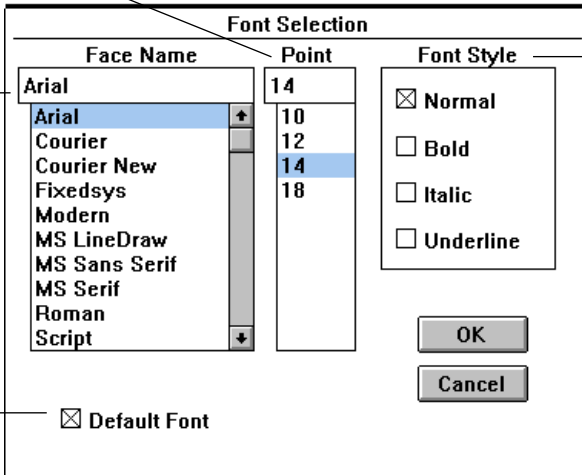 Font Selection
Face Name
Arial
Arial
Courier
Courier New
Fixedsys
Modern
MS LineDraw
MS Sans Serif
MS Serif
Roman
Script
Point
14
10
12
14
18
Font Style
Normal
Bold
Italic
Underline
OK
Cancel
Default Font